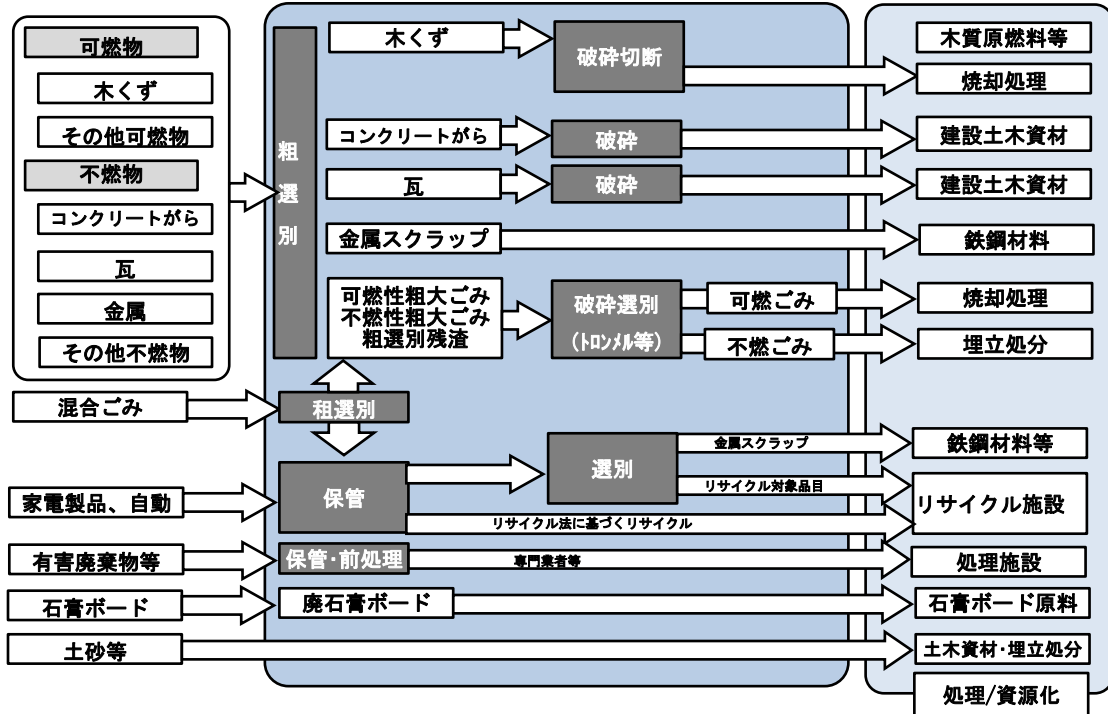 可燃物
木くず
その他可燃物
不燃物
コンクリートがら
瓦
金属
その他不燃物
混合ごみ
家電製品、自動
有害廃棄物等
石膏ボード
土砂等
粗
選
別
木くず
破砕切断
コンクリートがら
破砕
瓦
破砕
金属スクラップ
可燃性粗大ごみ
不燃性粗大ごみ
粗選別残渣
破砕選別
(トロンメル等)
可燃ごみ
不燃ごみ
租選別
保管
選別
金属スクラップ
リサイクル対象品目
リサイクル法に基づくリサイクル
保管・前処理
専門業者等
廃石膏ボード
木質原燃料等
焼却処理
建設土木資材
建設土木資材
鉄鋼材料
焼却処理
埋立処分
鉄鋼材料等
リサイクル施設
処理施設
石膏ボード原料
土木資材・埋立処分
処理/資源化